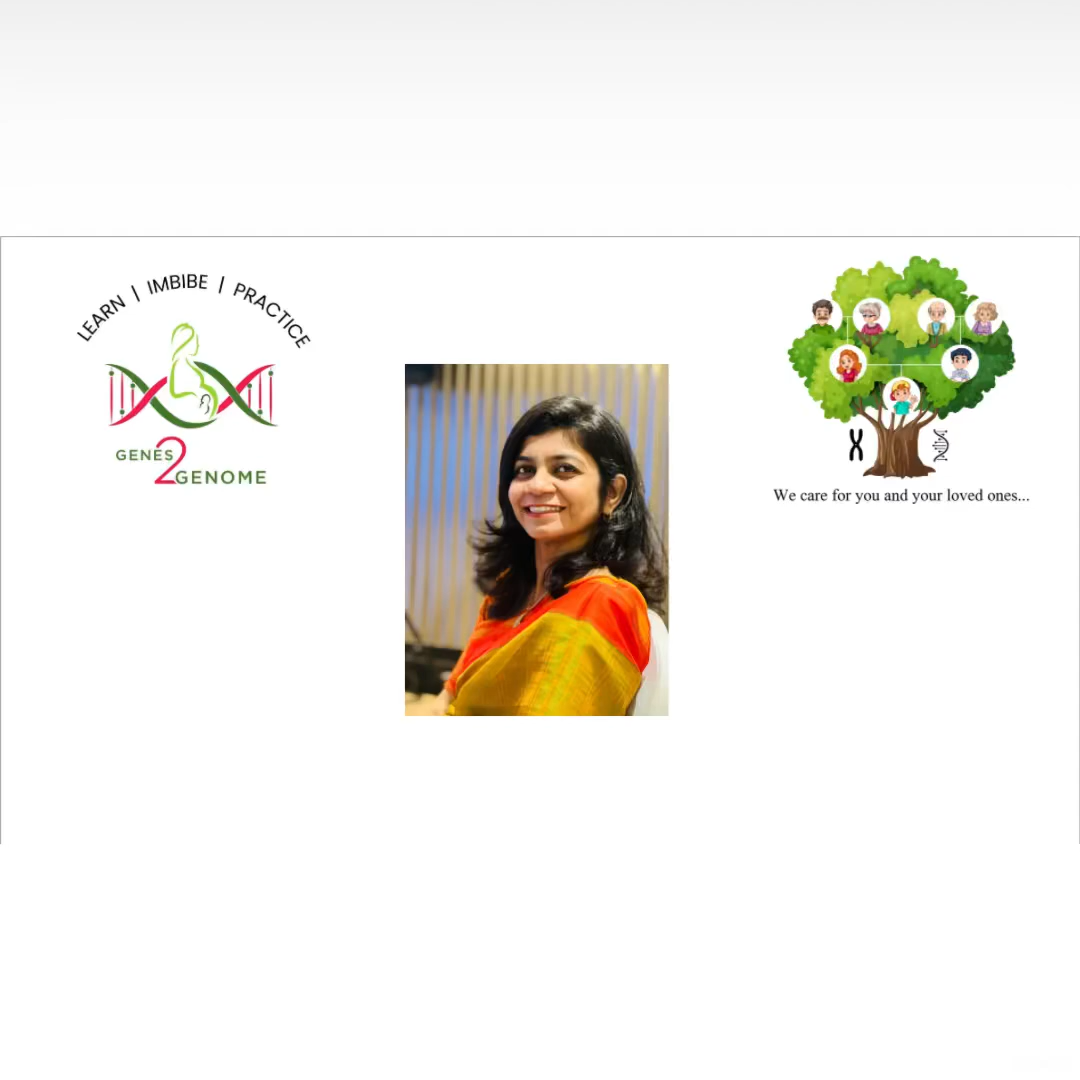 LEARN | IMBIBE | PRACTICE
GENES
2
GENOME
We care for you and your loved ones...